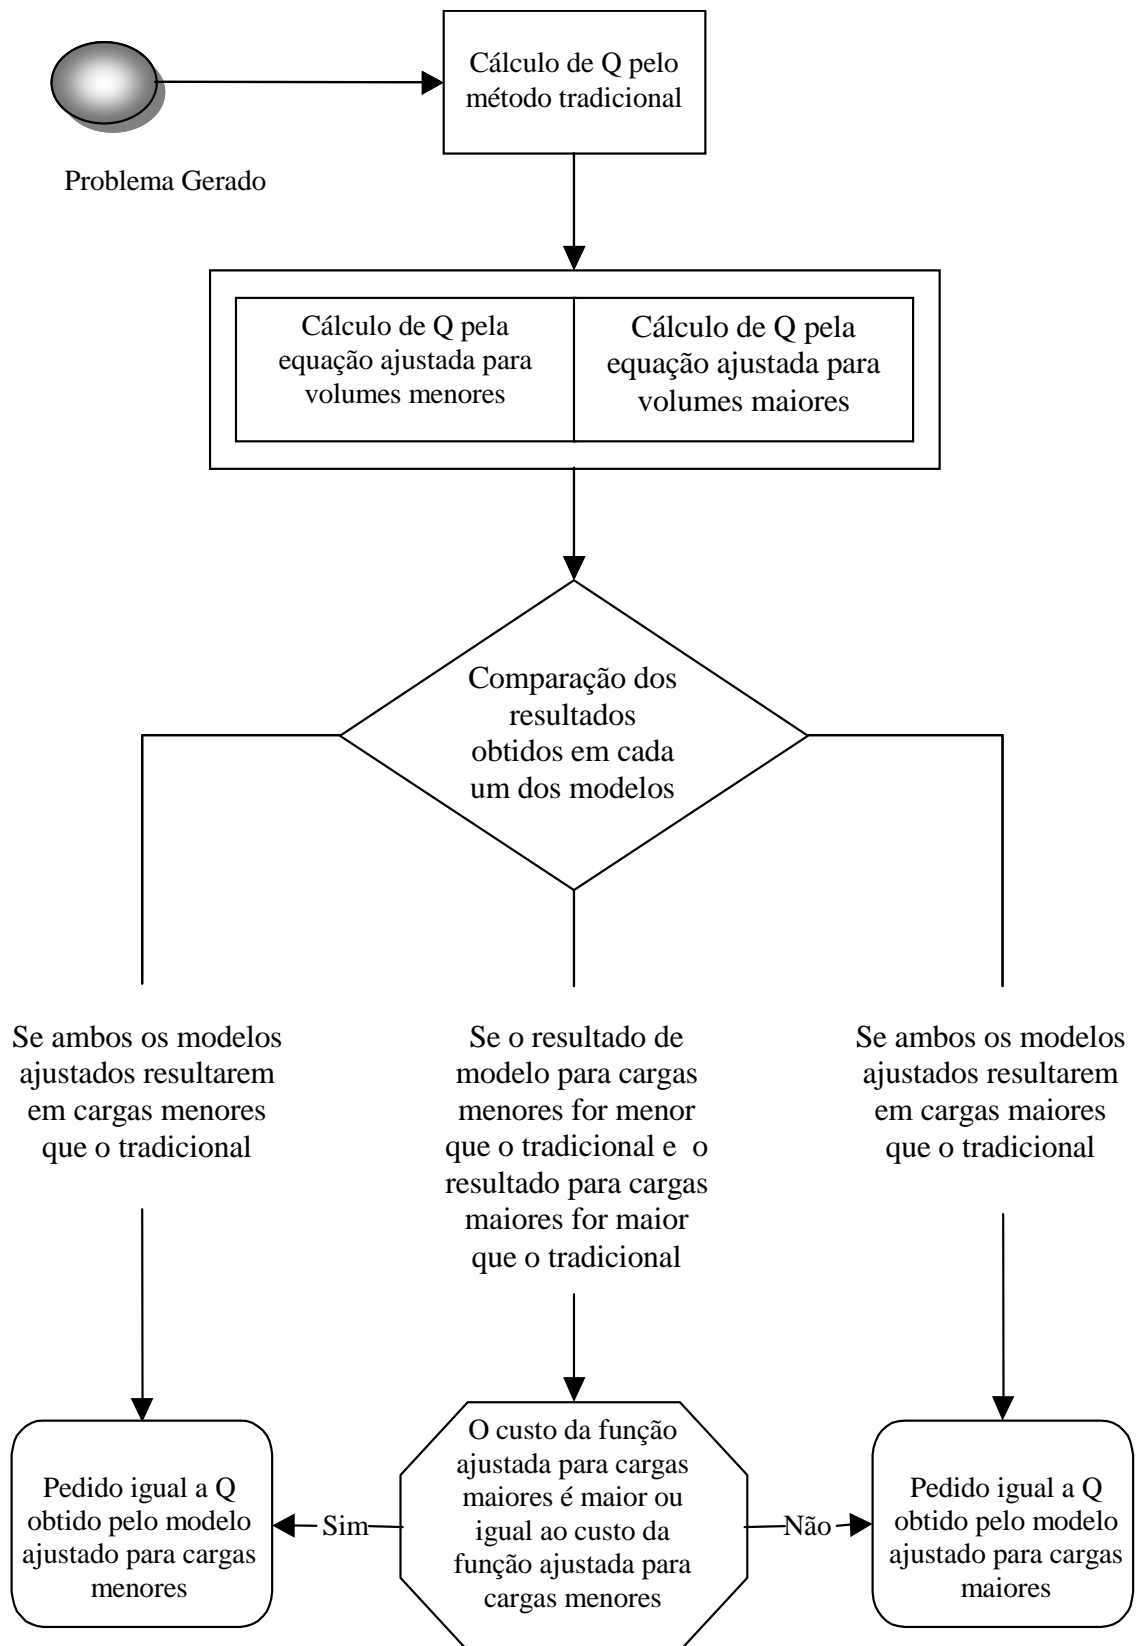 Cálculo de Q pelo
método tradicional
Problema Gerado
Cálculo de Q pela
equação ajustada para
volumes menores
Cálculo de Q pela
equação ajustada para
volumes maiores
Comparação dos
resultados
obtidos em cada
um dos modelos
Se ambos os modelos
ajustados resultarem
em cargas menores
que o tradicional
Se o resultado de
modelo para cargas
menores for menor
que o tradicional e o
resultado para cargas
maiores for maior
que o tradicional
Se ambos os modelos
ajustados resultarem
em cargas maiores
que o tradicional
Pedido igual a Q
obtido pelo modelo
ajustado para cargas
menores
Sim
O custo da função
ajustada para cargas
maiores é maior ou
igual ao custo da
função ajustada para
cargas menores
Não
Pedido igual a Q
obtido pelo modelo
ajustado para cargas
maiores